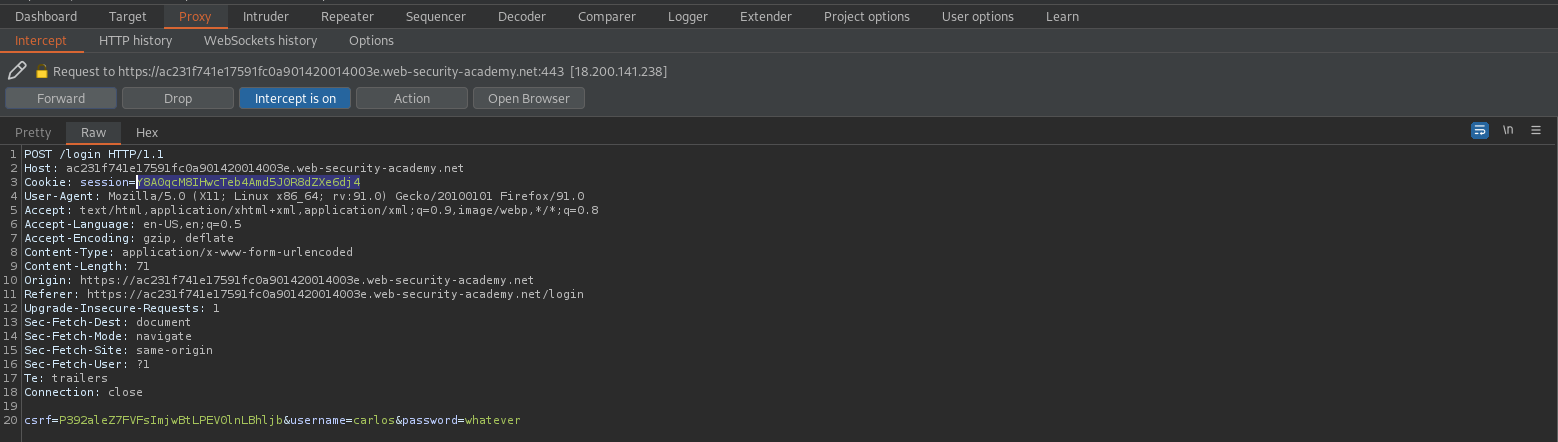 Dashboard Target Proxy Intruder Repeater Sequencer Decoder Comparer Logger Extender Project options User options Learn
Intercept HTTP history WebSockets history Options
Request to https://ac231f741e17591fc0a901420014003e.web-security-academy.net:443 [18.200.141.238]
Forward Drop Intercept is on Action Open Browser
Pretty Raw Hex \n
1 POST /login HTTP/1.1
2 Host: ac231f741e17591fc0a901420014003e.web-security-academy.net
3 Cookie: session=Y8A0qcM8IHwcTeb4Amd5J0R8dZXe6dj4
4 User-Agent: Mozilla/5.0 (X11; Linux x86_64; rv:91.0) Gecko/20100101 Firefox/91.0
5 Accept: text/html,application/xhtml+xml,application/xml;q=0.9,image/webp,*/*;q=0.8
6 Accept-Language: en-US,en;q=0.5
7 Accept-Encoding: gzip, deflate
8 Content-Type: application/x-www-form-urlencoded
9 Content-Length: 71
10 Origin: https://ac231f741e17591fc0a901420014003e.web-security-academy.net
11 Referer: https://ac231f741e17591fc0a901420014003e.web-security-academy.net/login
12 Upgrade-Insecure-Requests: 1
13 Sec-Fetch-Dest: document
14 Sec-Fetch-Mode: navigate
15 Sec-Fetch-Site: same-origin
16 Sec-Fetch-User: ?1
17 Te: trailers
18 Connection: close
19
20 csrf=P392aleZ7FVFsImjwBtLPEV0lnLBhljb&username=carlos&password=whatever